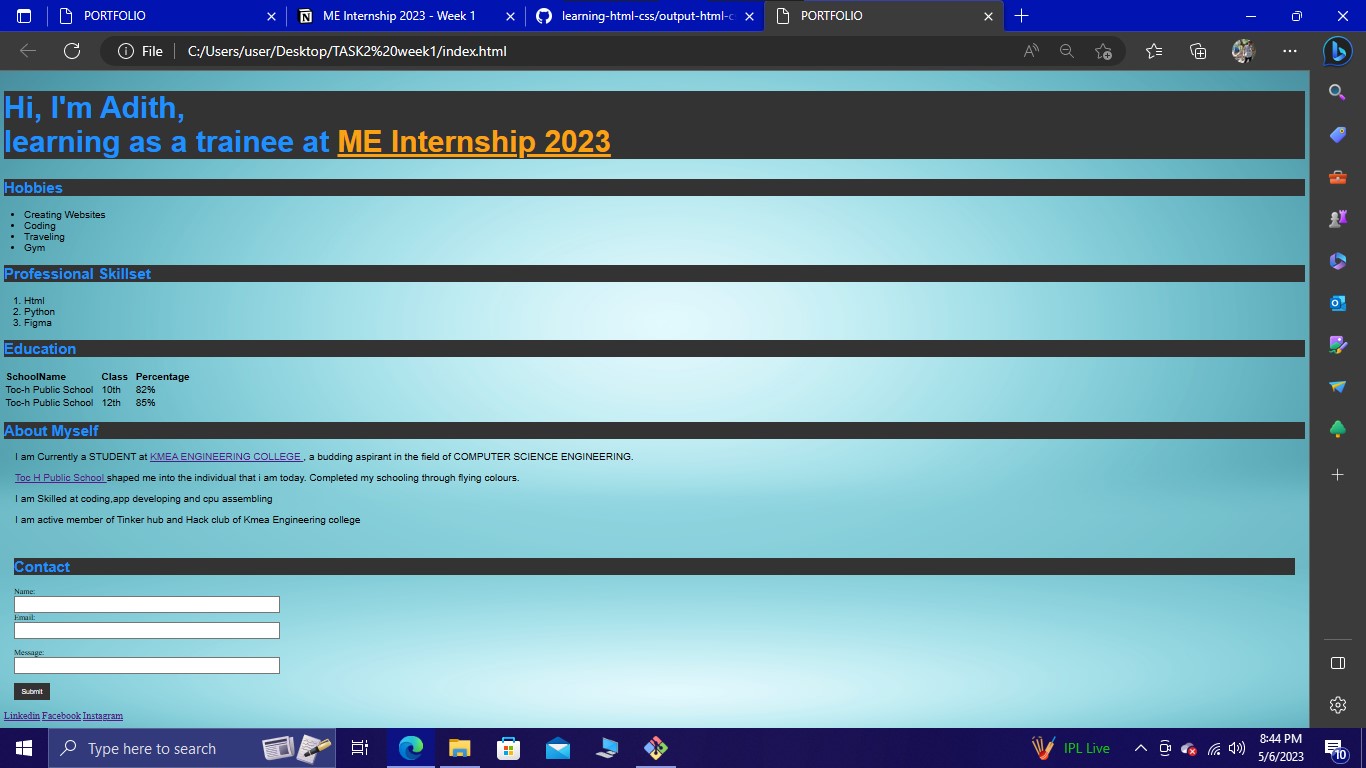 PORTFOLIO
ME Internship 2023 - Week 1
learning-html-css/output-html-c
PORTFOLIO
File
C:/Users/user/Desktop/TASK2%20week1/index.html
Hi, I'm Adith,
learning as a trainee at ME Internship 2023
Hobbies
Creating Websites
Coding
Traveling
Gym
Professional Skillset
1. Html
2. Python
3. Figma
Education
SchoolName Class Percentage
Toc-h Public School 10th 82%
Toc-h Public School 12th 85%
About Myself
I am Currently a STUDENT at KMEA ENGINEERING COLLEGE , a budding aspirant in the field of COMPUTER SCIENCE ENGINEERING.
Toc H Public School shaped me into the individual that i am today. Completed my schooling through flying colours.
I am Skilled at coding,app developing and cpu assembling
I am active member of Tinker hub and Hack club of Kmea Engineering college
Contact
Name:
Email:
Message:
Submit
Linkedin Facebook Instagram
Type here to search
IPL Live
8:44 PM
5/6/2023
10